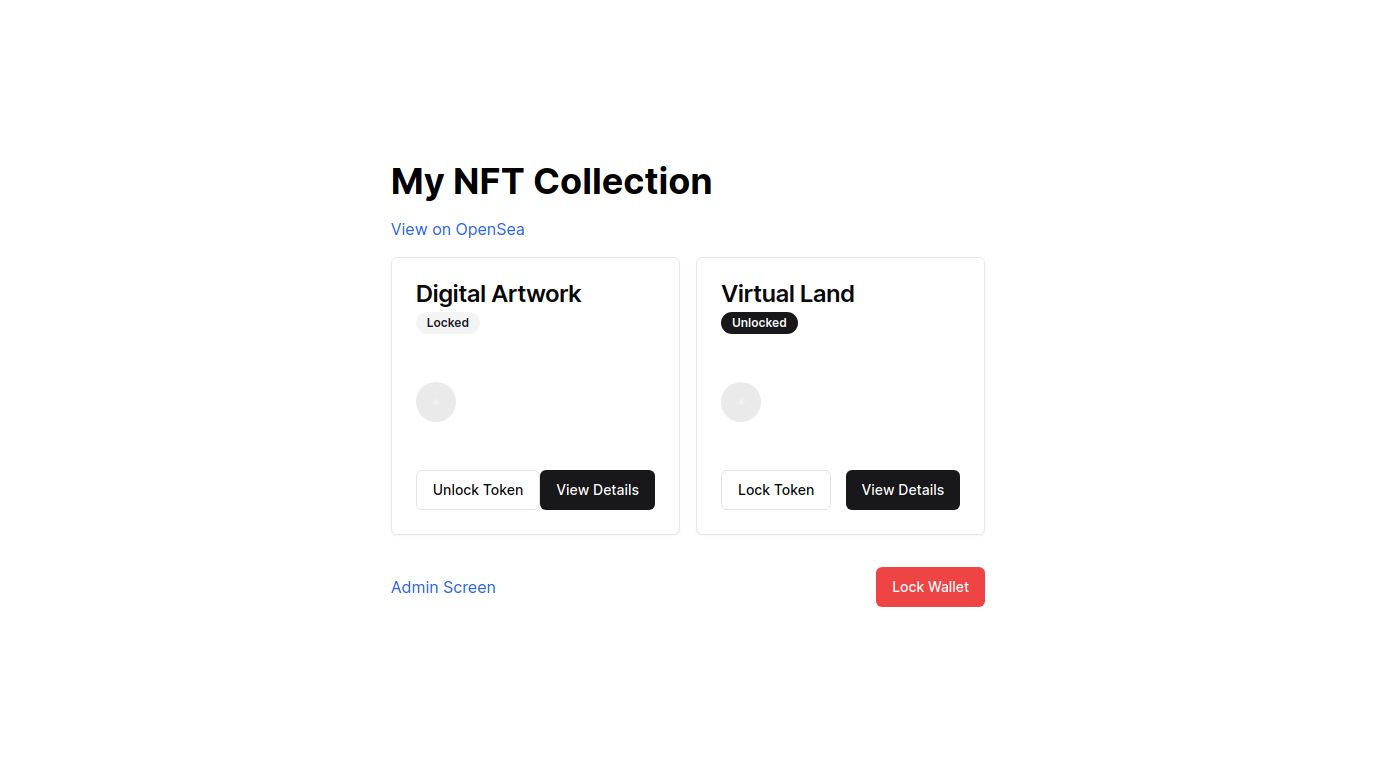 My NFT Collection
View on OpenSea
Digital Artwork
Locked
Unlock Token
View Details
Virtual Land
Unlocked
Lock Token
View Details
Admin Screen
Lock Wallet